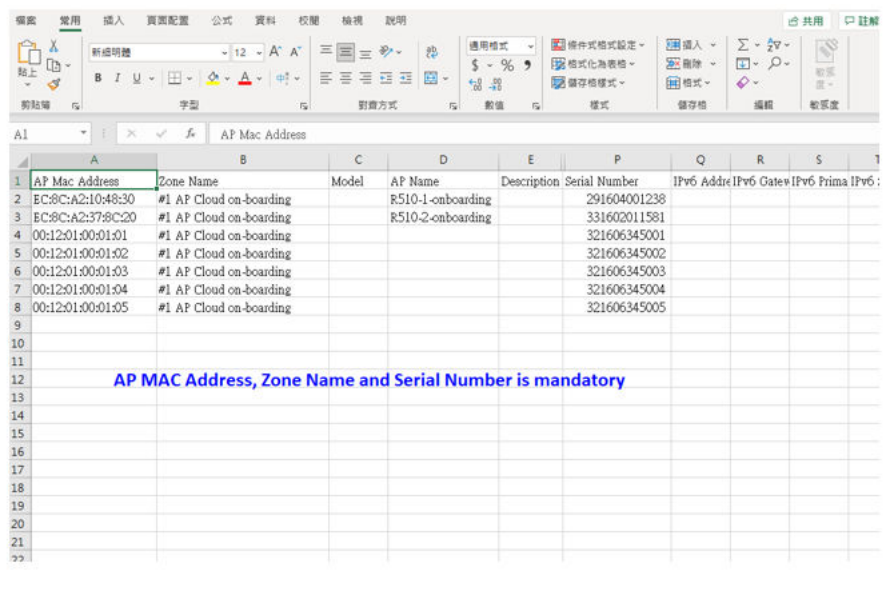 檔案 常用 插入 頁面配置 公式 資料 校閱 檢視 說明 共用 註解
新細明體 12 A A 通用格式 條件式格式設定 插入 Σ
貼上 B I U A $ % 9 格式化為表格 刪除
儲存格樣式 格式
剪貼簿 字型 對齊方式 數值 樣式 儲存格 編輯 敏感度
A1 fx AP Mac Address
A B C D E P Q R S
1 AP Mac Address Zone Name Model AP Name Description Serial Number IPv6 Addre IPv6 Gatew IPv6 Prima IPv6
2 EC:8C:A2:10:48:30 #1 AP Cloud on-boarding R510-1-onboarding 291604001238
3 EC:8C:A2:37:8C:20 #1 AP Cloud on-boarding R510-2-onboarding 331602011581
4 00:12:01:00:01:01 #1 AP Cloud on-boarding 321606345001
5 00:12:01:00:01:02 #1 AP Cloud on-boarding 321606345002
6 00:12:01:00:01:03 #1 AP Cloud on-boarding 321606345003
7 00:12:01:00:01:04 #1 AP Cloud on-boarding 321606345004
8 00:12:01:00:01:05 #1 AP Cloud on-boarding 321606345005
9
10
11
12 AP MAC Address, Zone Name and Serial Number is mandatory
13
14
15
16
17
18
19
20
21
22